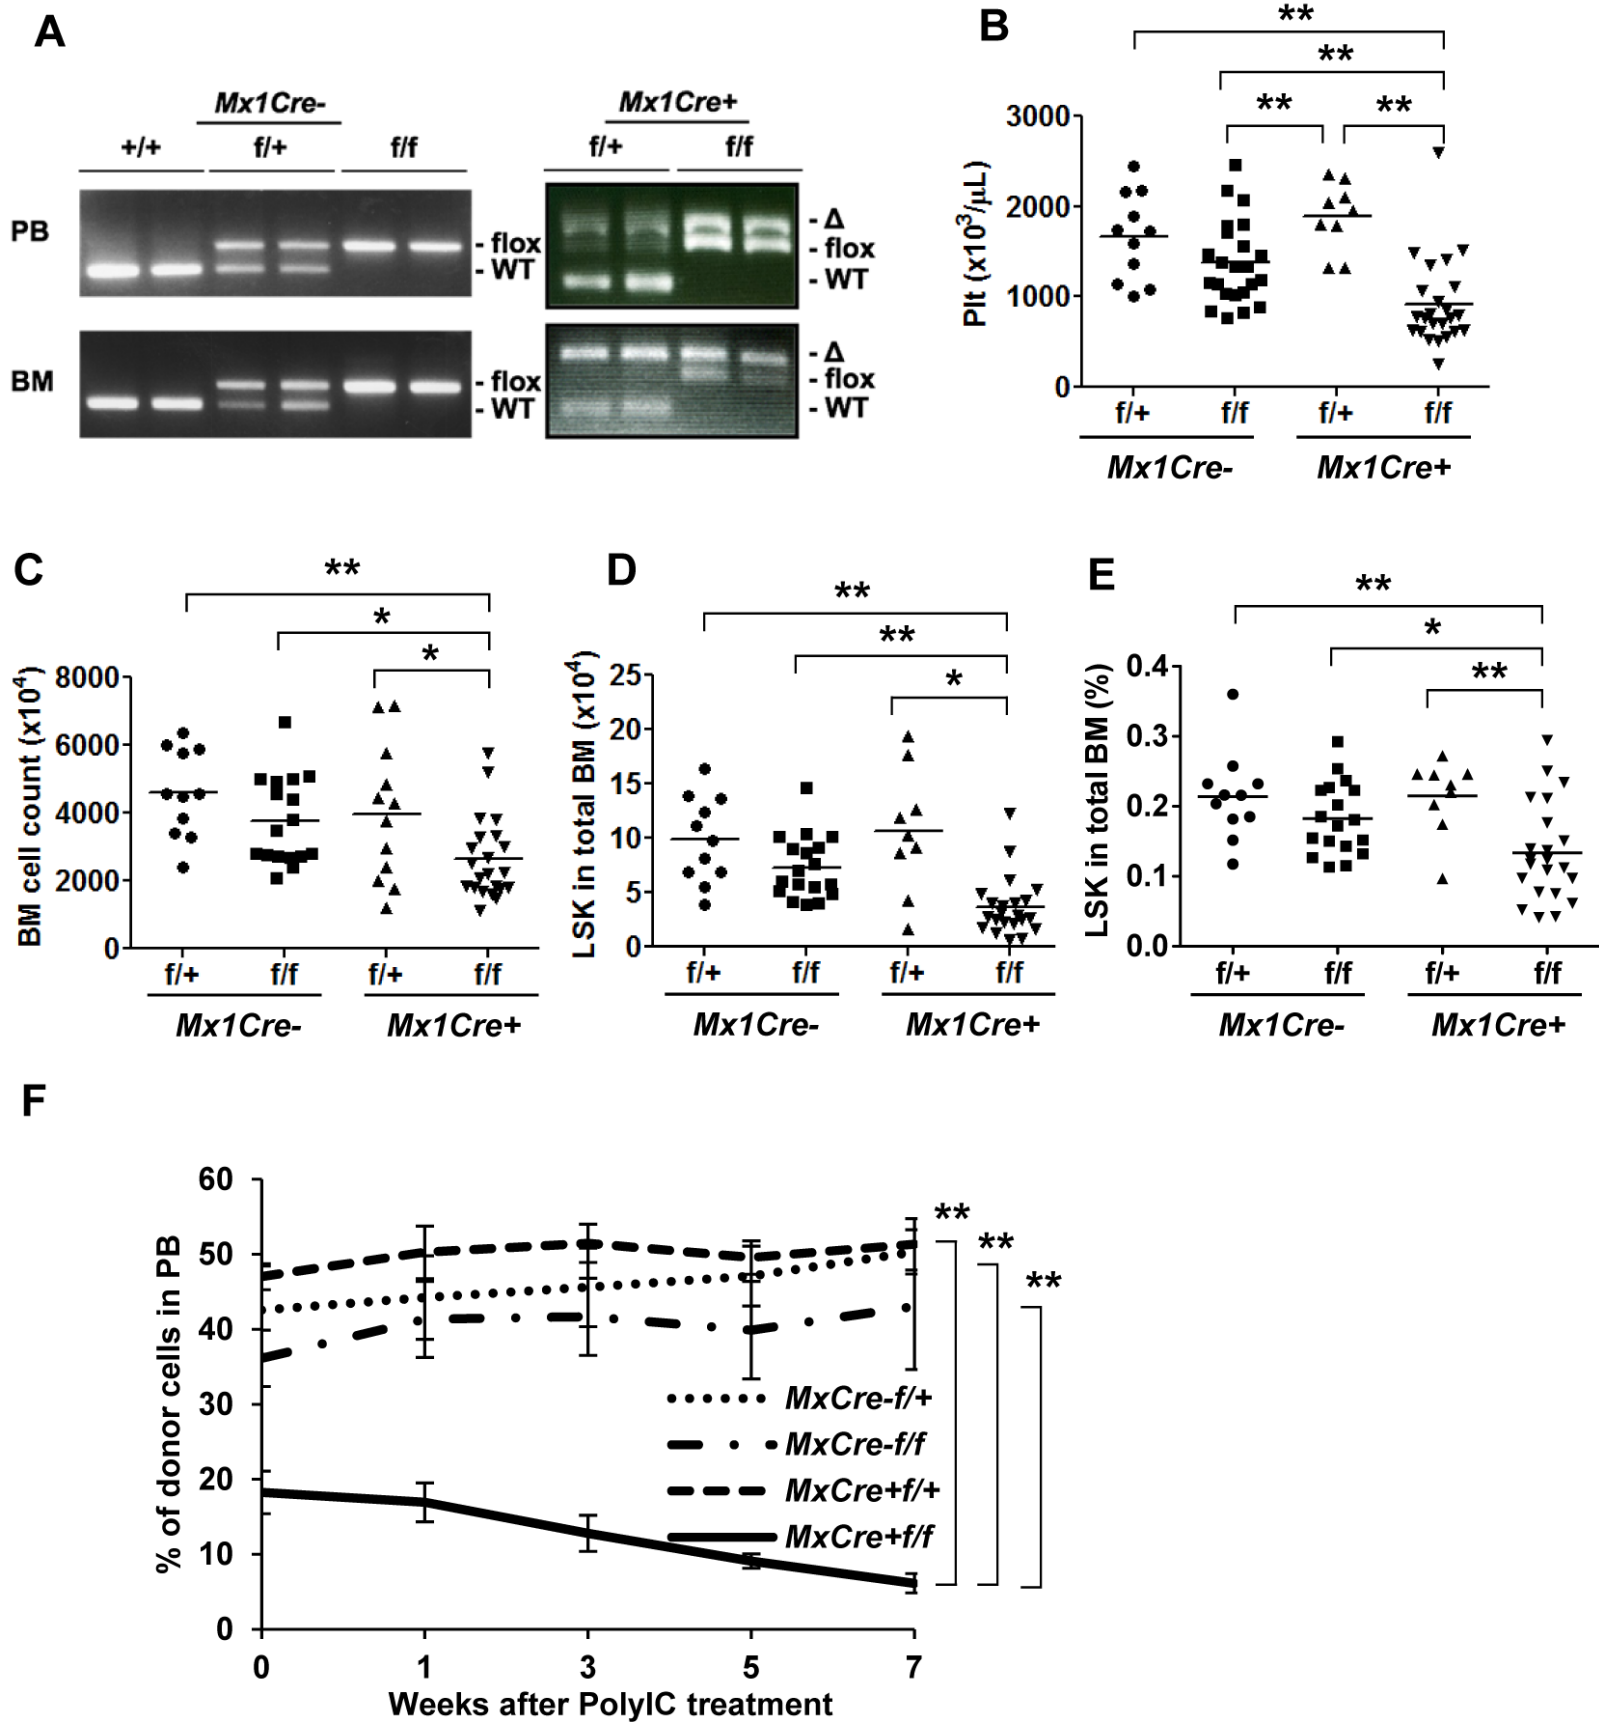 A
Mx1Cre-
Mx1Cre+
+/+
f/+
f/f
f/+
f/f
PB
- flox
- WT
- Δ
- flox
- WT
BM
- flox
- WT
- Δ
- flox
- WT
B
**
**
**
**
Plt (x10³/µL)
3000
2000
1000
0
f/+
f/f
f/+
f/f
Mx1Cre-
Mx1Cre+
C
**
*
*
BM cell count (x10⁴)
8000
6000
4000
2000
0
f/+
f/f
f/+
f/f
Mx1Cre-
Mx1Cre+
D
**
**
*
LSK in total BM (x10⁴)
25
20
15
10
5
0
f/+
f/f
f/+
f/f
Mx1Cre-
Mx1Cre+
E
**
*
**
LSK in total BM (%)
0.4
0.3
0.2
0.1
0.0
f/+
f/f
f/+
f/f
Mx1Cre-
Mx1Cre+
F
% of donor cells in PB
60
50
40
30
20
10
0
**
**
**
MxCre-f/+
MxCre-f/f
MxCre+f/+
MxCre+f/f
0
1
3
5
7
Weeks after PolyIC treatment